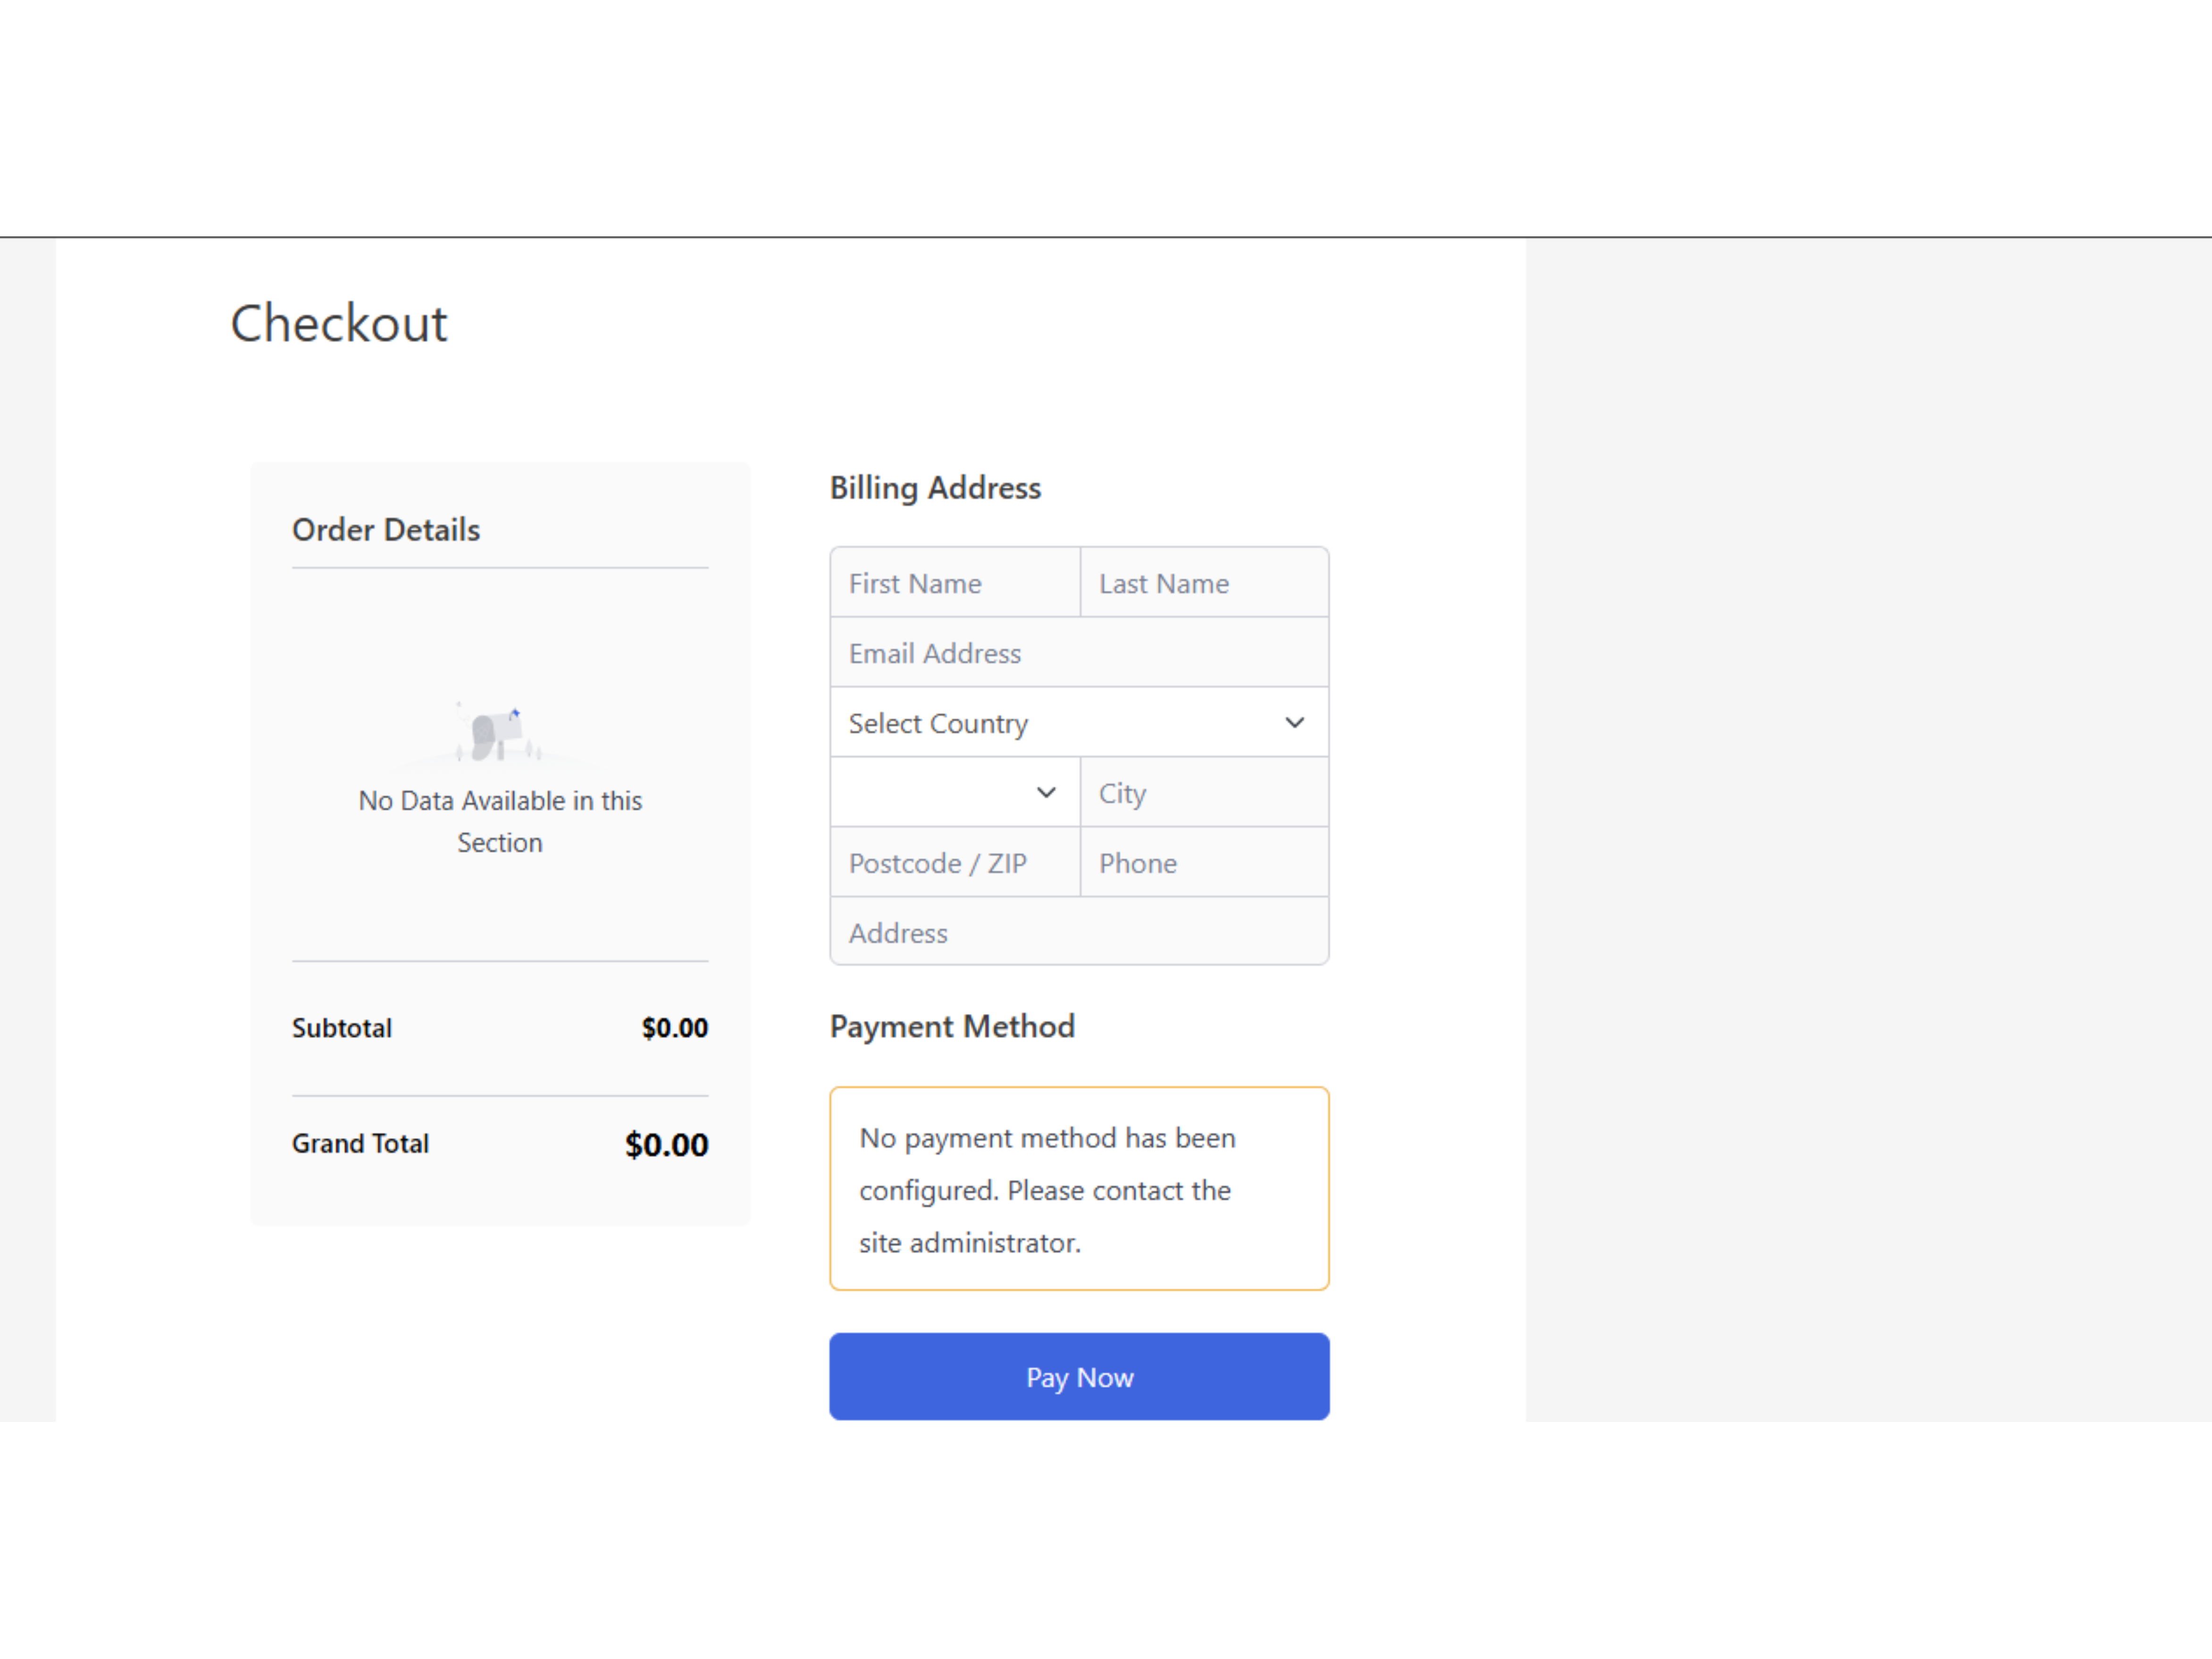 Checkout
Order Details
No Data Available in this
Section
Subtotal $0.00
Grand Total $0.00
Billing Address
First Name Last Name
Email Address
Select Country
City
Postcode / ZIP Phone
Address
Payment Method
No payment method has been
configured. Please contact the
site administrator.
Pay Now